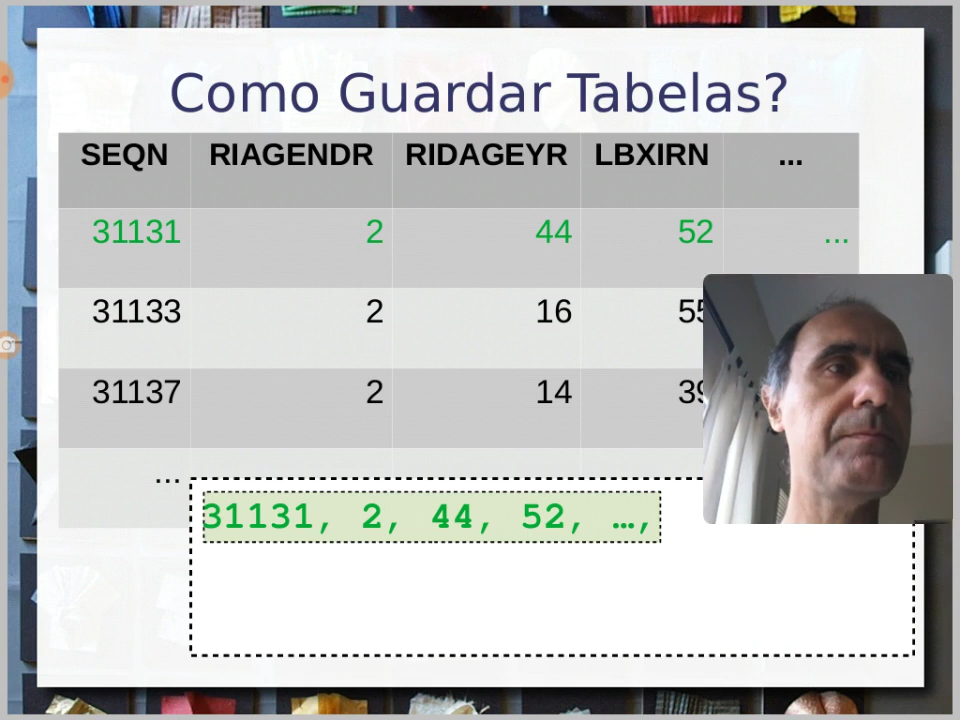 Como Guardar Tabelas?
SEQN RIAGENDR RIDAGEYR LBXIRN ...
31131 2 44 52 ...
31133 2 16
31137 2 14
...
31131, 2, 44, 52, …,